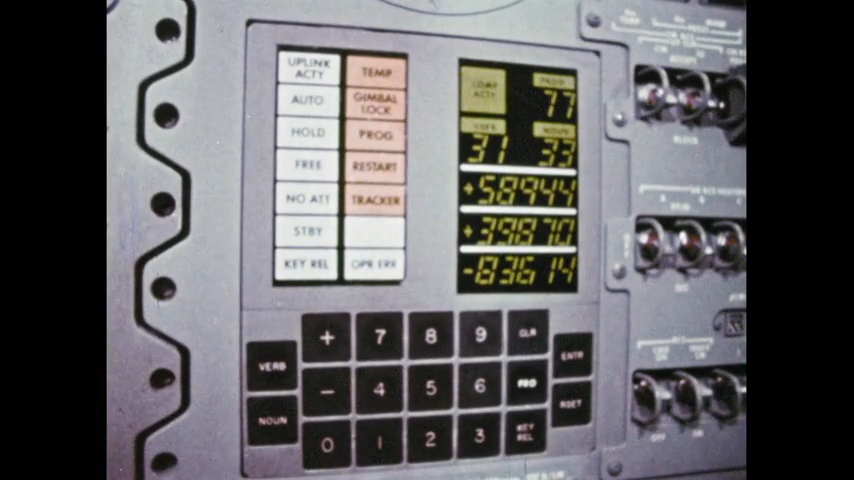 UPLINK
ACTY
TEMP
AUTO
GIMBAL
LOCK
HOLD
PROG
FREE
RESTART
NO ATT
TRACKER
STBY
KEY REL
OPR ERR
COMP
ACTY
PROG
77
VERB
NOUN
31
33
+58944
+39870
-83614
VERB
NOUN
+
7
8
9
CLR
ENTR
-
4
5
6
PRO
RSET
0
1
2
3
KEY
REL
A
B
C
OFF